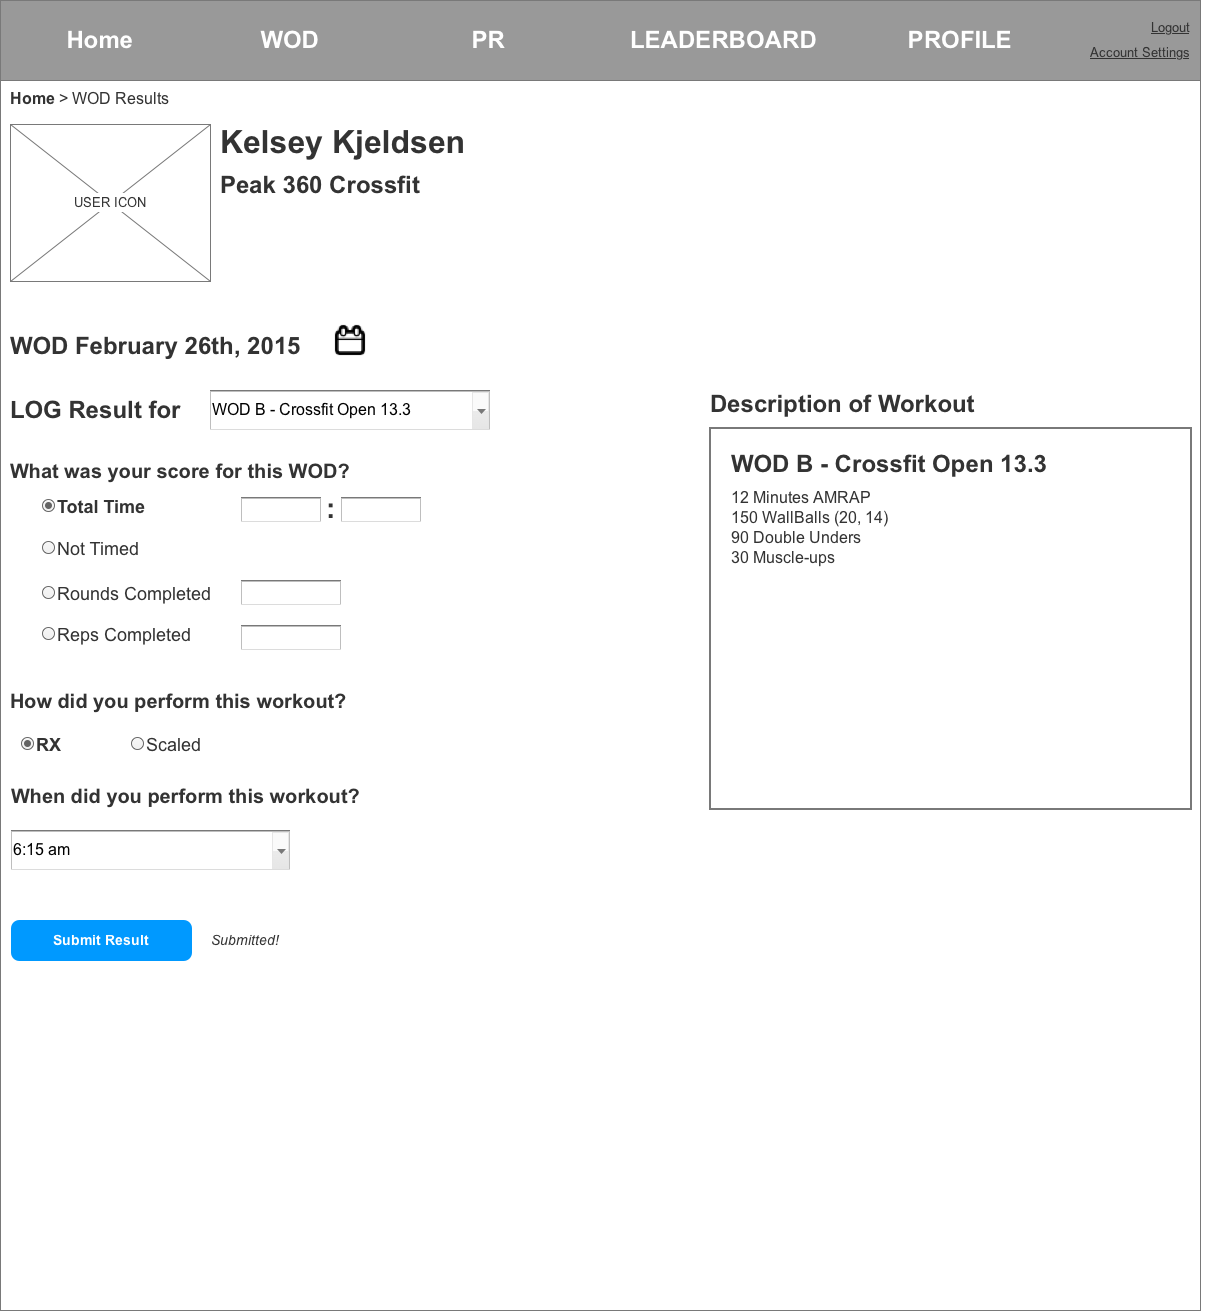 Home WOD PR LEADERBOARD PROFILE
Logout
Account Settings
Home > WOD Results
USER ICON
Kelsey Kjeldsen
Peak 360 Crossfit
WOD February 26th, 2015
LOG Result for
WOD B - Crossfit Open 13.3
What was your score for this WOD?
Total Time :
Not Timed
Rounds Completed
Reps Completed
How did you perform this workout?
RX Scaled
When did you perform this workout?
6:15 am
Submit Result Submitted!
Description of Workout
WOD B - Crossfit Open 13.3
12 Minutes AMRAP
150 WallBalls (20, 14)
90 Double Unders
30 Muscle-ups